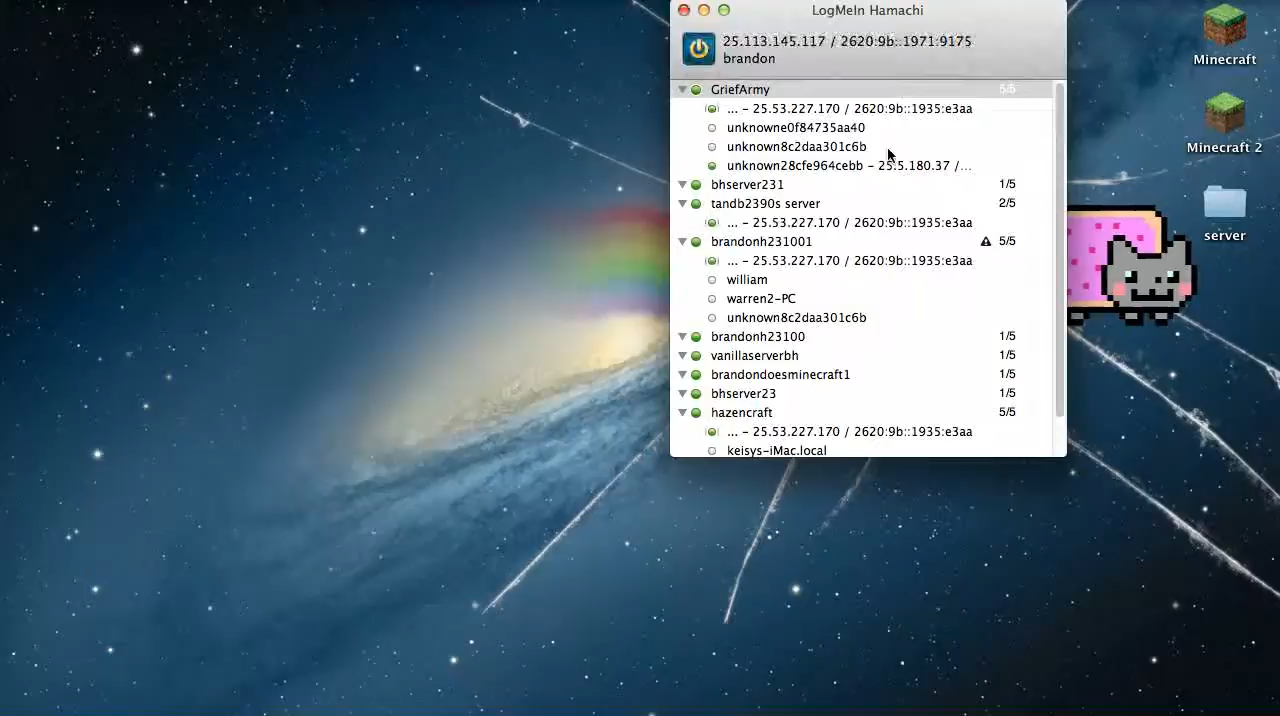 LogMeIn Hamachi
25.113.145.117 / 2620:9b::1971:9175
brandon
GriefArmy 5/5
... – 25.53.227.170 / 2620:9b::1935:e3aa
unknowne0f84735aa40
unknown8c2daa301c6b
unknown28cfe964cebb – 25.5.180.37 /...
bhserver231 1/5
tandb2390s server 2/5
... – 25.53.227.170 / 2620:9b::1935:e3aa
brandonh231001 5/5
... – 25.53.227.170 / 2620:9b::1935:e3aa
william
warren2-PC
unknown8c2daa301c6b
brandonh23100 1/5
vanillaserverbh 1/5
brandondoesminecraft1 1/5
bhserver23 1/5
hazencraft 5/5
... – 25.53.227.170 / 2620:9b::1935:e3aa
keisys-iMac.local
Minecraft
Minecraft 2
server